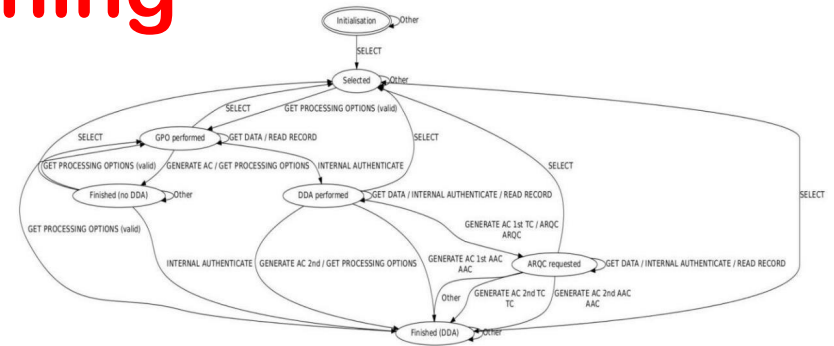 ning
Initialisation
Other
SELECT
Selected
Other
SELECT
GET PROCESSING OPTIONS (valid)
SELECT
GPO performed
GET DATA / READ RECORD
SELECT
GET PROCESSING OPTIONS (valid)
GENERATE AC / GET PROCESSING OPTIONS
INTERNAL AUTHENTICATE
SELECT
Finished (no DDA)
Other
DDA performed
GET DATA / INTERNAL AUTHENTICATE / READ RECORD
SELECT
GET PROCESSING OPTIONS (valid)
GENERATE AC 1st TC / ARQC
ARQC
INTERNAL AUTHENTICATE
GENERATE AC 2nd / GET PROCESSING OPTIONS
GENERATE AC 1st AAC
AAC
ARQC requested
GET DATA / INTERNAL AUTHENTICATE / READ RECORD
Other
GENERATE AC 2nd TC
TC
GENERATE AC 2nd AAC
AAC
Finished (DDA)
Other